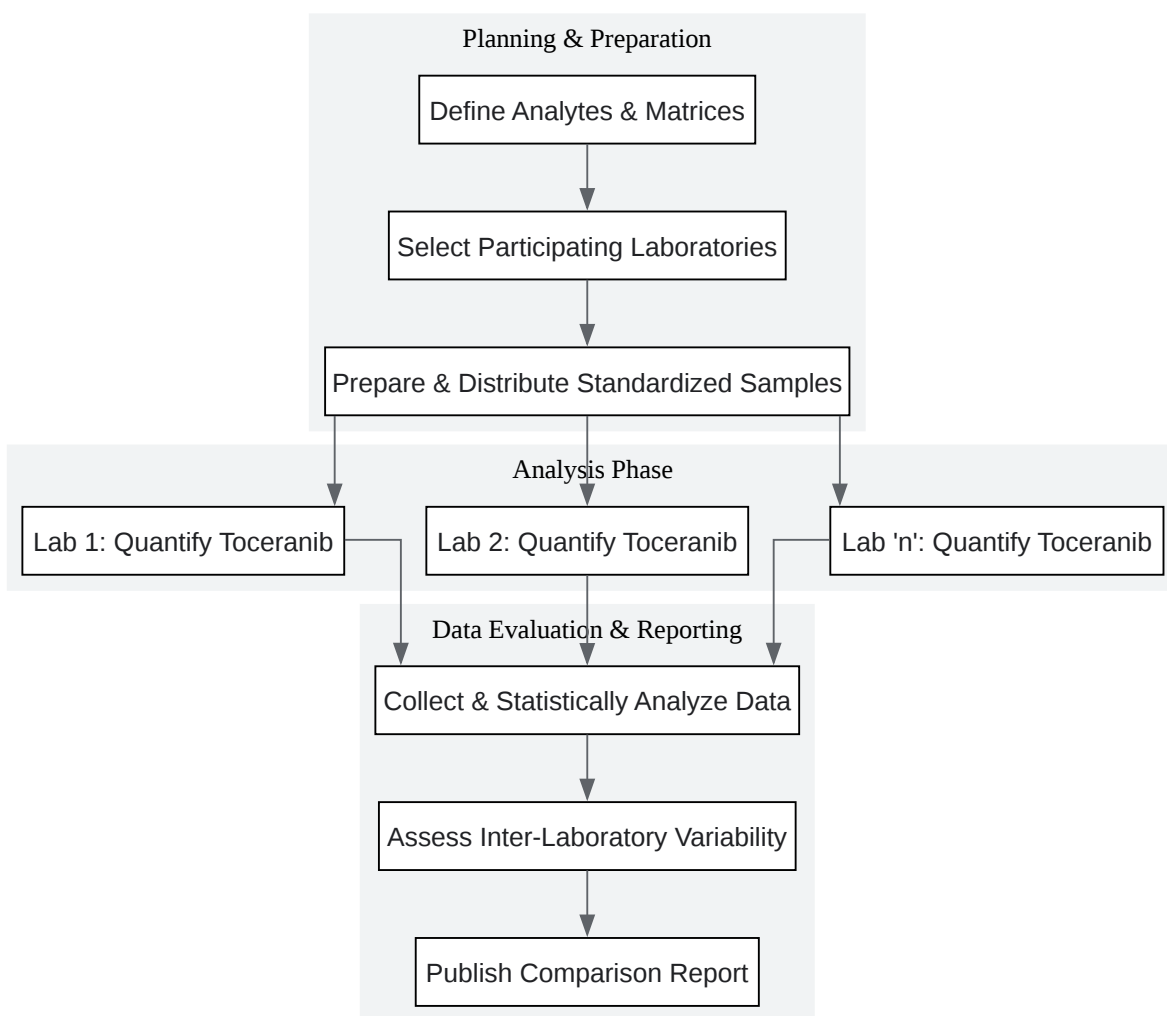 Planning & Preparation
Define Analytes & Matrices
Select Participating Laboratories
Prepare & Distribute Standardized Samples
Analysis Phase
Lab 1: Quantify Toceranib
Lab 2: Quantify Toceranib
Lab 'n': Quantify Toceranib
Data Evaluation & Reporting
Collect & Statistically Analyze Data
Assess Inter-Laboratory Variability
Publish Comparison Report